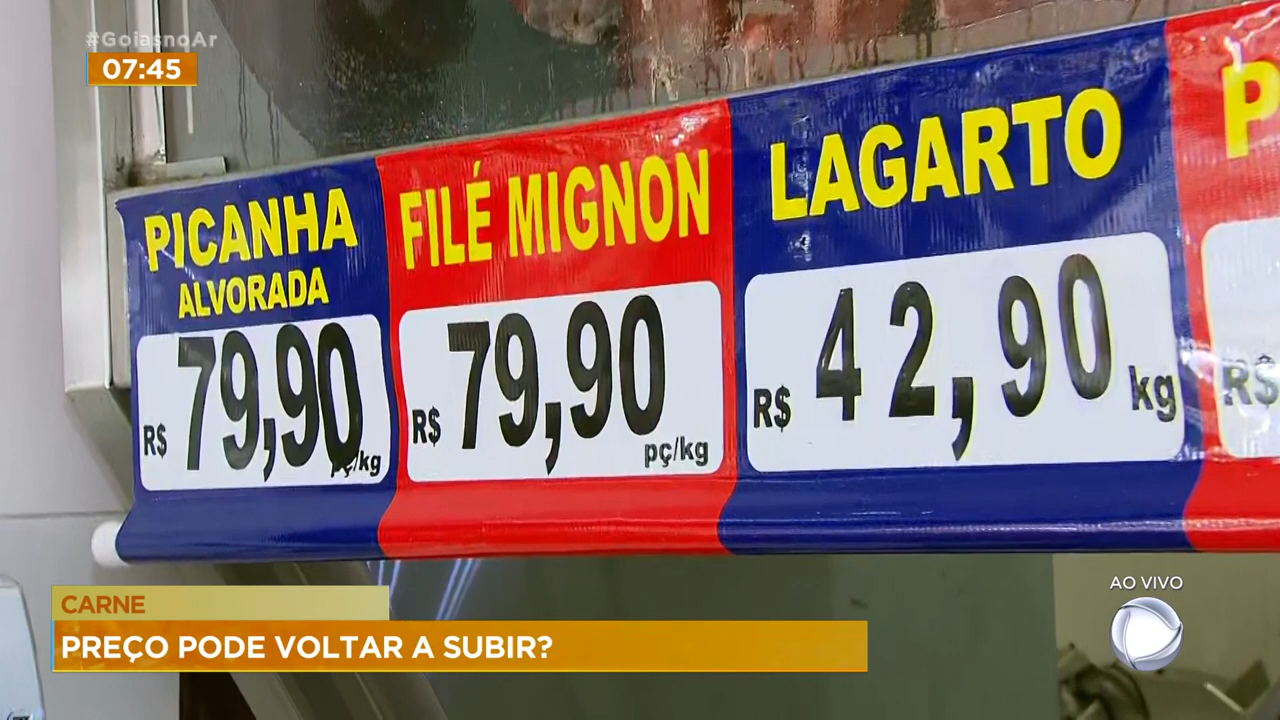 #GoiasnoAr
07:45
PICANHA
ALVORADA
R$ 79,90
pç/kg
FILÉ MIGNON
R$ 79,90
pç/kg
LAGARTO
R$ 42,90 kg
P
R$
AO VIVO
CARNE
PREÇO PODE VOLTAR A SUBIR?